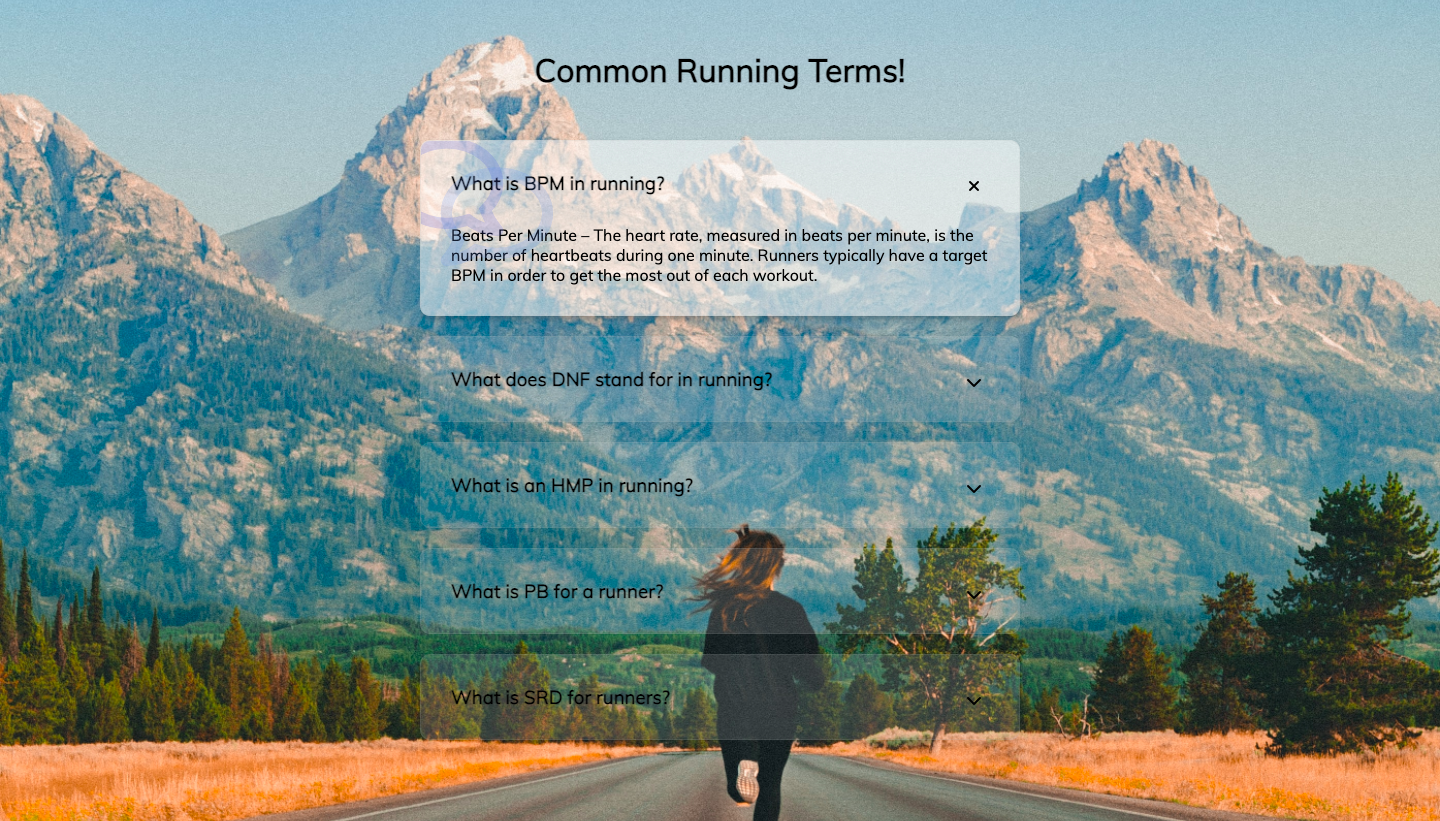 Common Running Terms!
What is BPM in running?
Beats Per Minute – The heart rate, measured in beats per minute, is the
number of heartbeats during one minute. Runners typically have a target
BPM in order to get the most out of each workout.
What does DNF stand for in running?
What is an HMP in running?
What is PB for a runner?
What is SRD for runners?